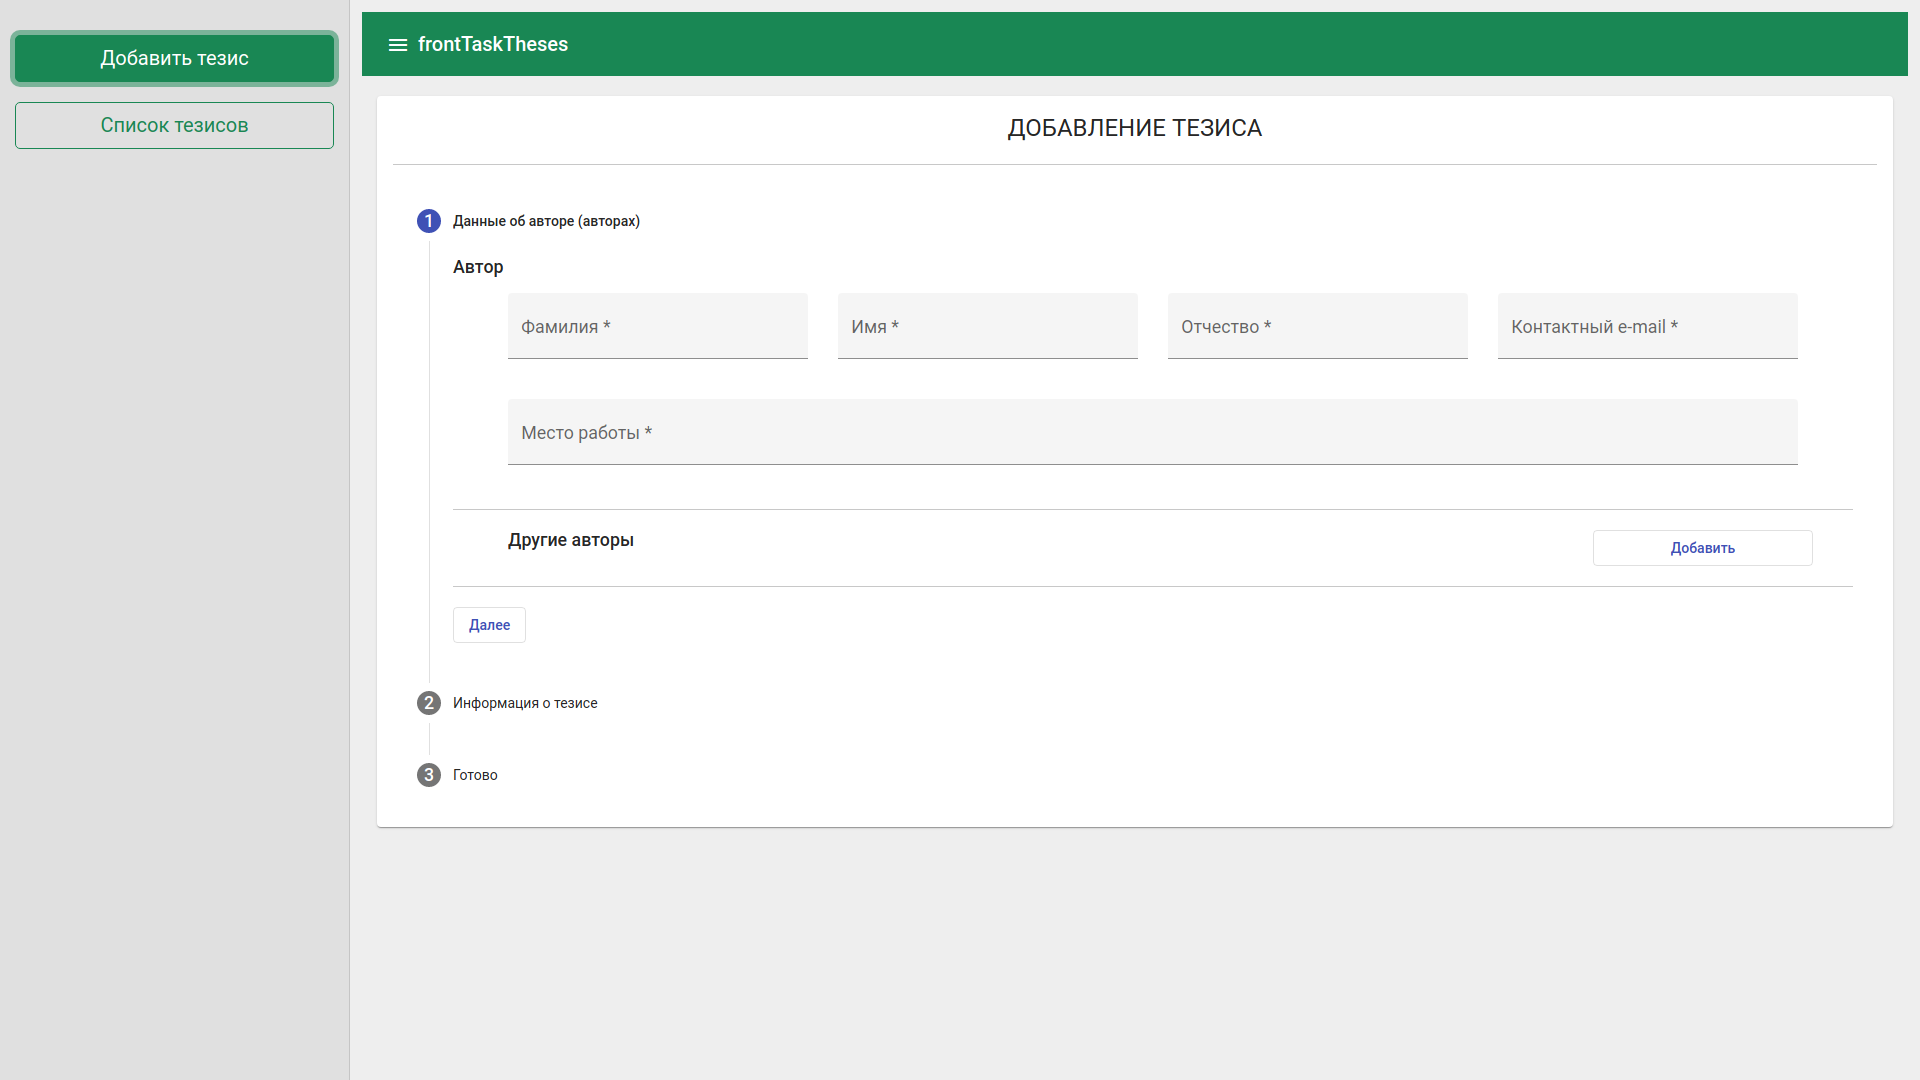 Добавить тезис
Список тезисов
frontTaskTheses
ДОБАВЛЕНИЕ ТЕЗИСА
1 Данные об авторе (авторах)
Автор
Фамилия * Имя * Отчество * Контактный e-mail *
Место работы *
Другие авторы Добавить
Далее
2 Информация о тезисе
3 Готово